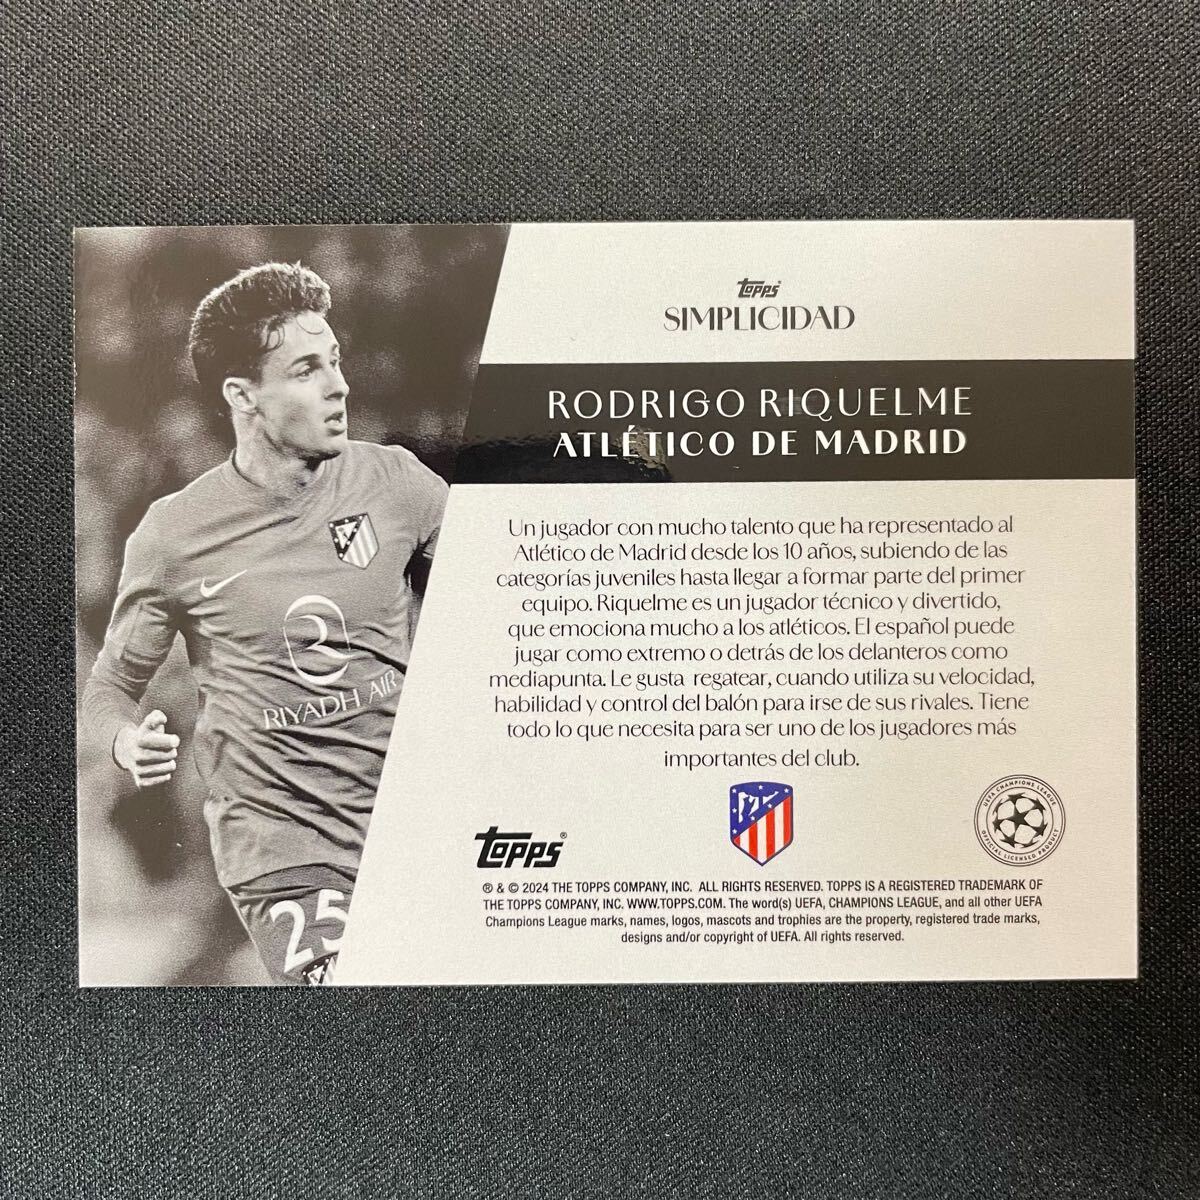 topps
SIMPLICIDAD
RODRIGO RIQUELME
ATLÉTICO DE MADRID
Un jugador con mucho talento que ha representado al
Atlético de Madrid desde los 10 años, subiendo de las
categorías juveniles hasta llegar a formar parte del primer
equipo. Riquelme es un jugador técnico y divertido,
que emociona mucho a los atléticos. El español puede
jugar como extremo o detrás de los delanteros como
mediapunta. Le gusta regatear, cuando utiliza su velocidad,
habilidad y control del balón para irse de sus rivales. Tiene
todo lo que necesita para ser uno de los jugadores más
importantes del club.
RIYADH AIR
25
topps®
UEFA CHAMPIONS LEAGUE
OFFICIAL LICENSED PRODUCT
® & © 2024 THE TOPPS COMPANY, INC. ALL RIGHTS RESERVED. TOPPS IS A REGISTERED TRADEMARK OF
THE TOPPS COMPANY, INC. WWW.TOPPS.COM. The word(s) UEFA, CHAMPIONS LEAGUE, and all other UEFA
Champions League marks, names, logos, mascots and trophies are the property, registered trade marks,
designs and/or copyright of UEFA. All rights reserved.